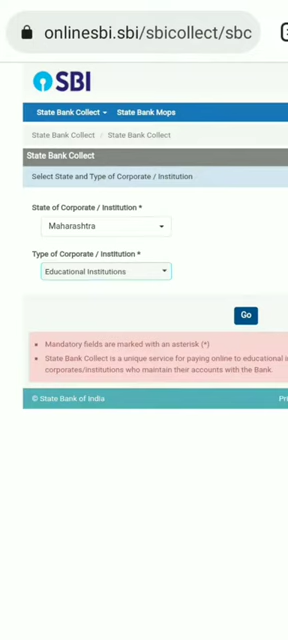 onlinesbi.sbi/sbicollect/sbc
SBI
State Bank Collect State Bank Mops
State Bank Collect / State Bank Collect
State Bank Collect
Select State and Type of Corporate / Institution
State of Corporate / Institution *
Maharashtra
Type of Corporate / Institution *
Educational Institutions
Go
Mandatory fields are marked with an asterisk (*)
State Bank Collect is a unique service for paying online to educational i
corporates/institutions who maintain their accounts with the Bank.
© State Bank of India Pri